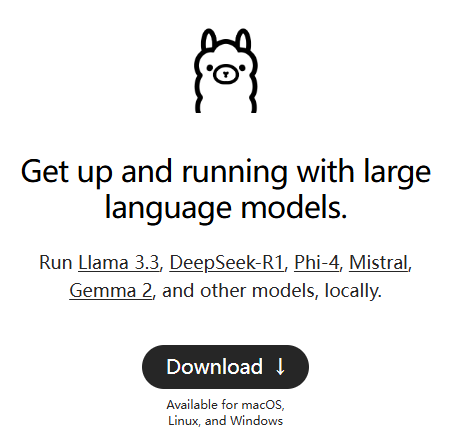 Get up and running with large
language models.
Run Llama 3.3, DeepSeek-R1, Phi-4, Mistral,
Gemma 2, and other models, locally.
Download ↓
Available for macOS,
Linux, and Windows